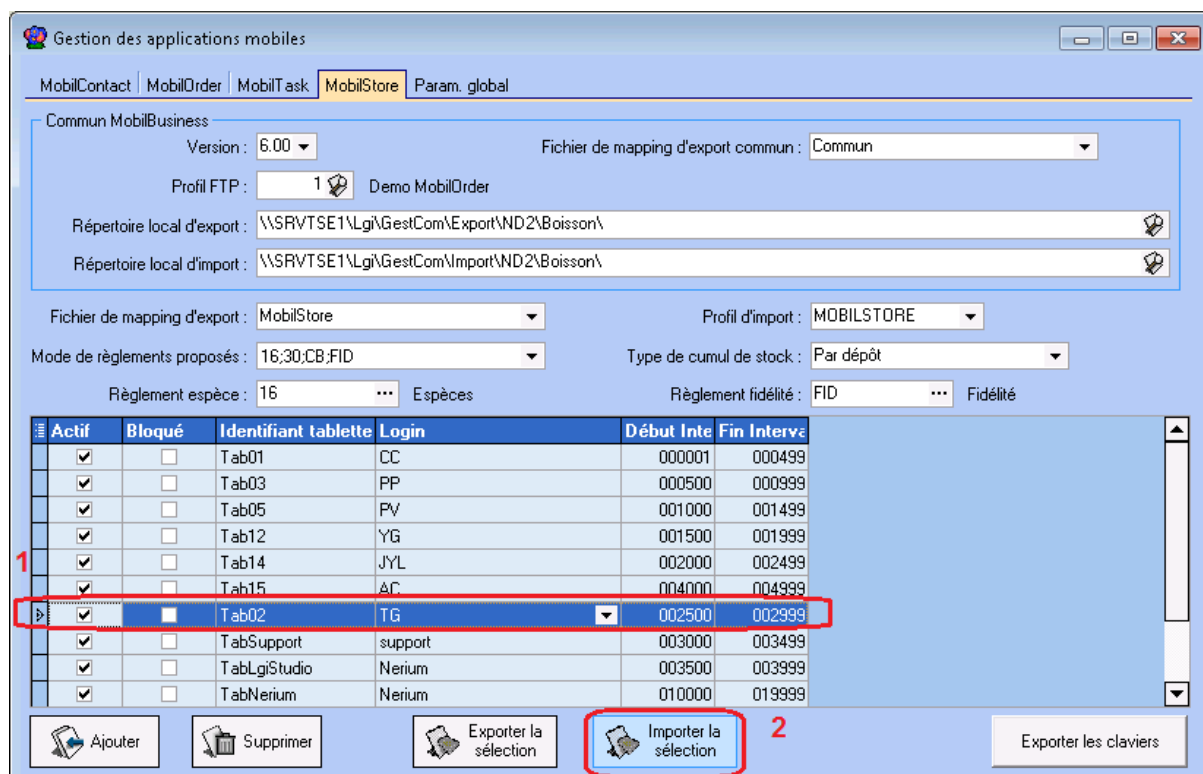 Gestion des applications mobiles
MobilContact MobilOrder MobilTask MobilStore Param. global
Commun MobilBusiness
Version : 6.00 Fichier de mapping d'export commun : Commun
Profil FTP : 1 Demo MobilOrder
Répertoire local d'export : \\SRVTSE1\Lgi\GestCom\Export\ND2\Boisson\
Répertoire local d'import : \\SRVTSE1\Lgi\GestCom\Import\ND2\Boisson\
Fichier de mapping d'export : MobilStore Profil d'import : MOBILSTORE
Mode de règlements proposés : 16;30;CB;FID Type de cumul de stock : Par dépôt
Règlement espèce : 16 ... Espèces Règlement fidélité : FID ... Fidélité
Actif Bloqué Identifiant tablette Login Début Inte Fin Interva
Tab01 CC 000001 000499
Tab03 PP 000500 000999
Tab05 PV 001000 001499
Tab12 YG 001500 001999
1 Tab14 JYL 002000 002499
Tab15 AC 004000 004999
Tab02 TG 002500 002999
TabSupport support 003000 003499
TabLgiStudio Nerium 003500 003999
TabNerium Nerium 010000 019999
Ajouter Supprimer Exporter la sélection Importer la sélection 2 Exporter les claviers